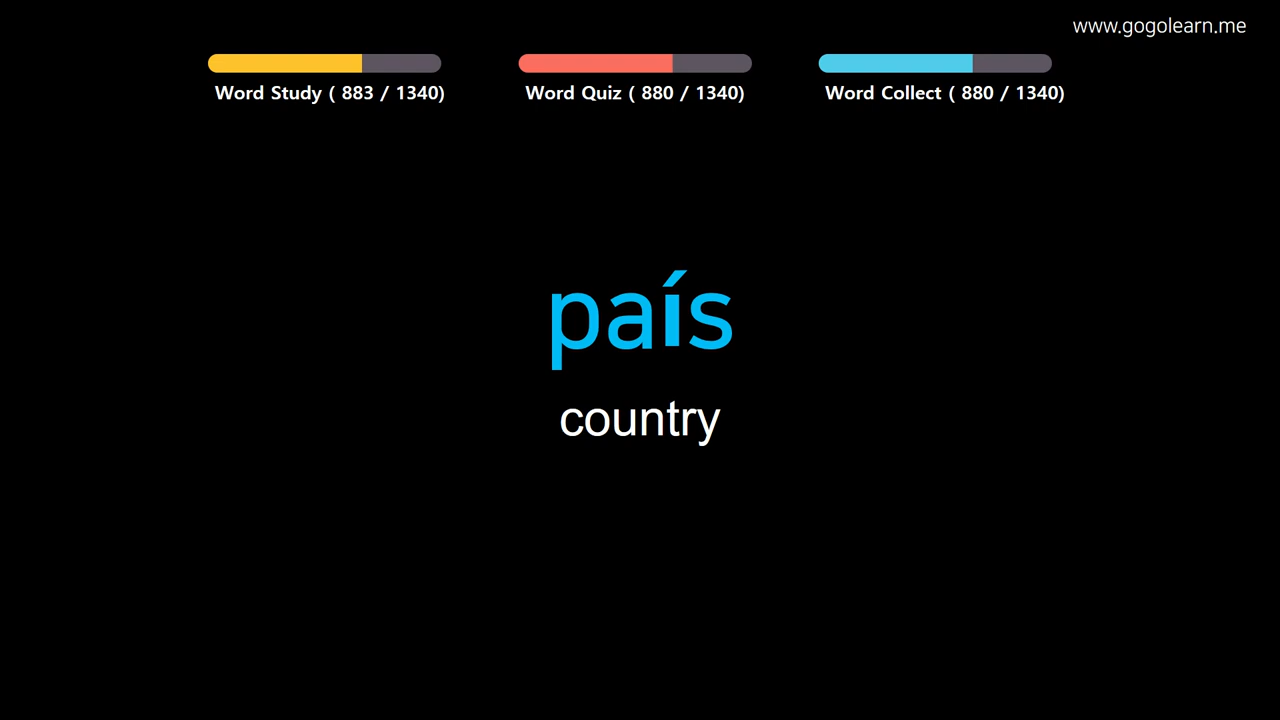 www.gogolearn.me
Word Study ( 883 / 1340)
Word Quiz ( 880 / 1340)
Word Collect ( 880 / 1340)
país
country